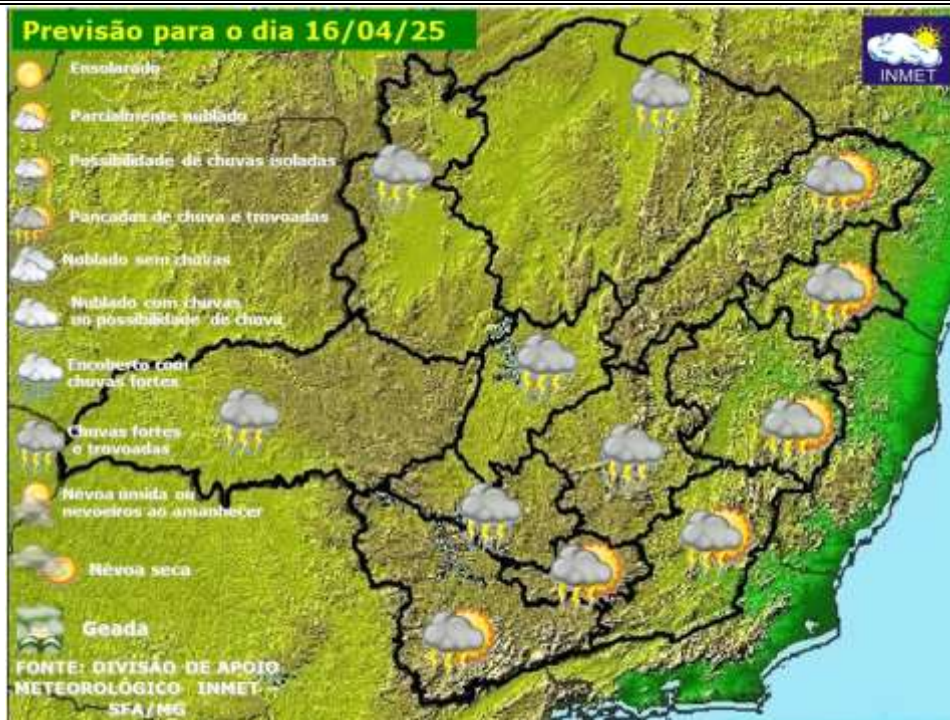 Previsão para o dia 16/04/25
INMET
Ensolarado
Parcialmente nublado
Possibilidade de chuvas isoladas
Pancadas de chuva e trovoadas
Noblado sem chuvas
Nublado com chuvas
ou possibilidade de chuva
Encoberto com
chuvas fortes
Chuvas fortes
e trovoadas
Névoa úmida ou
nevoeiros ao amanhecer
Névoa seca
Geada
FONTE: DIVISÃO DE APOIO
METEOROLÓGICO INMET -
SFA/MG